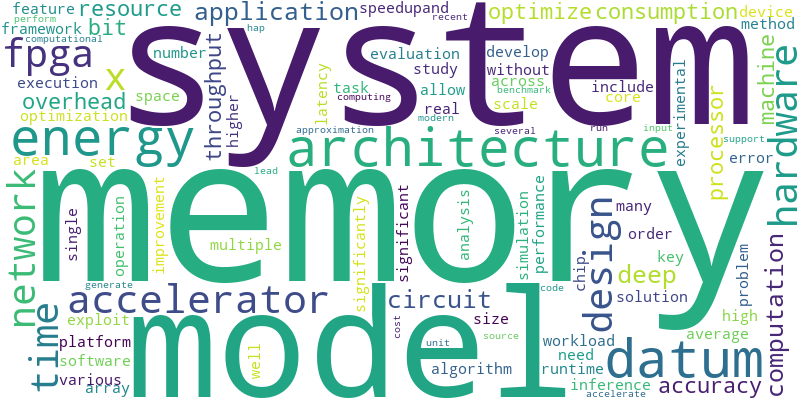 feature resource application speedupand optimize consumption device
perform recent
framework bit hap method
computational
fpga x system number evaluation develop
execution space throughput study without machine hardware
overhead higher latency task allow across include experimental processor
optimization computing benchmark
real scale core
energy approximation modern several run input support
area set architecture error
lead
network single operation improvement memory significantly significant analysis simulation performance many
multiple order
chip design key
deep problem computation
generate accelerator circuit code solution
time exploit model cost size source high
platform well unit average
software algorithm workload datum
various need
array runtime inference accuracy
accelerate